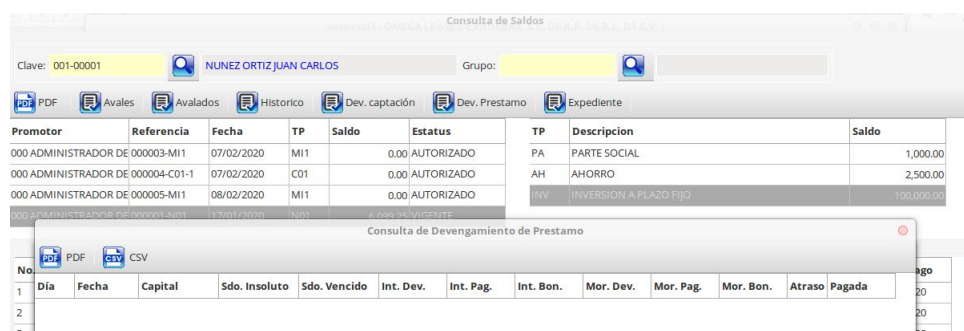 Consulta de Saldos
Clave: 001-00001 NUNEZ ORTIZ JUAN CARLOS Grupo:
PDF Avales Avalados Historico Dev. captación Dev. Prestamo Expediente
Promotor Referencia Fecha TP Saldo Estatus TP Descripcion Saldo
000 ADMINISTRADOR DE 000003-MI1 07/02/2020 MI1 0.00 AUTORIZADO PA PARTE SOCIAL 1,000.00
000 ADMINISTRADOR DE 000004-C01-1 07/02/2020 C01 0.00 AUTORIZADO AH AHORRO 2,500.00
000 ADMINISTRADOR DE 000005-MI1 08/02/2020 MI1 0.00 AUTORIZADO INV INVERSION A PLAZO FIJO 100,000.00
000 ADMINISTRADOR DE 000001-N01 17/01/2020 N01 6,099.25 VIGENTE
Consulta de Devengamiento de Prestamo
PDF CSV
No. ago
Día Fecha Capital Sdo. Insoluto Sdo. Vencido Int. Dev. Int. Pag. Int. Bon. Mor. Dev. Mor. Pag. Mor. Bon. Atraso Pagada
1 20
2 20